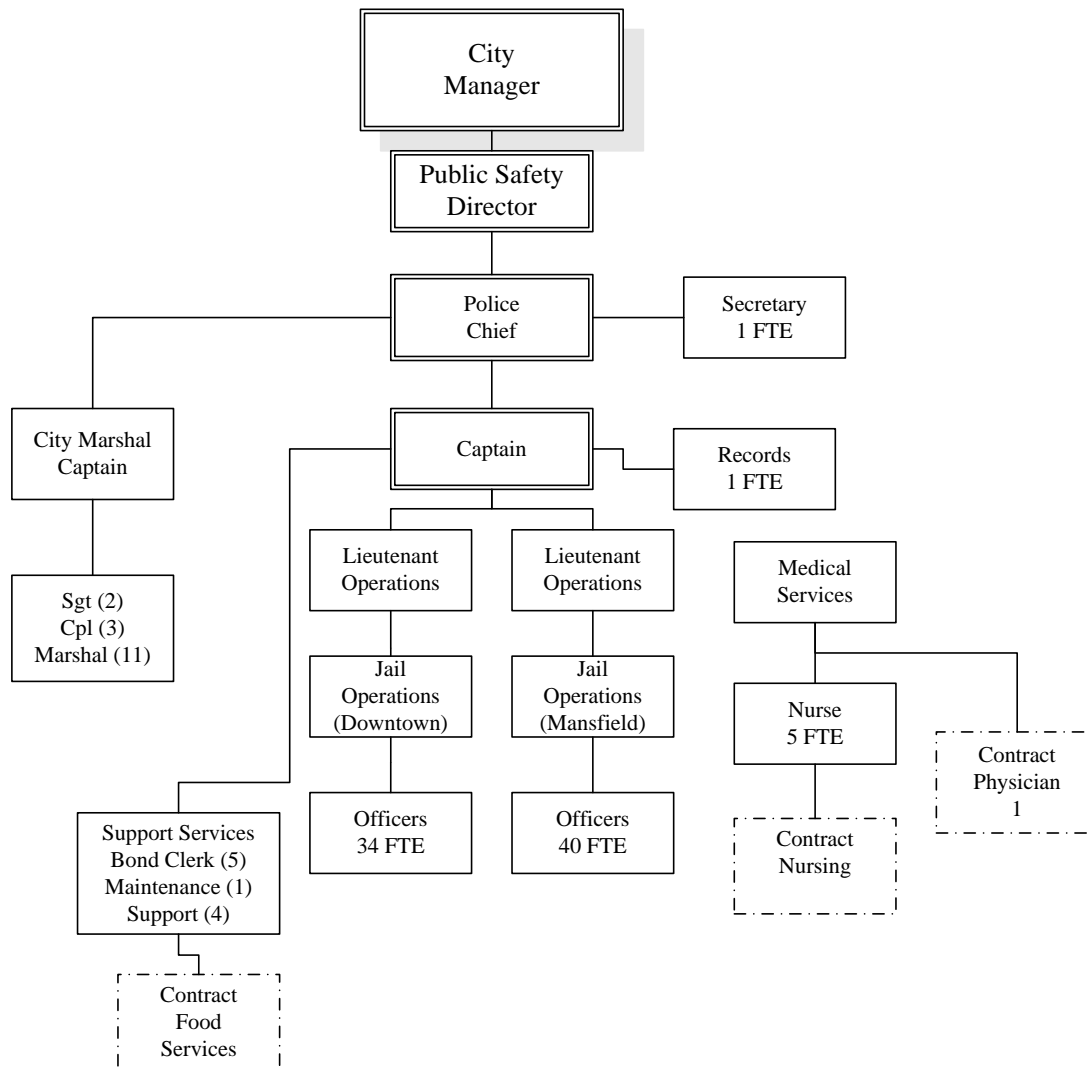 City
Manager
Public Safety
Director
Police
Chief
Secretary
1 FTE
City Marshal
Captain
Captain
Records
1 FTE
Lieutenant
Operations
Lieutenant
Operations
Medical
Services
Sgt (2)
Cpl (3)
Marshal (11)
Jail
Operations
(Downtown)
Jail
Operations
(Mansfield)
Nurse
5 FTE
Contract
Physician
1
Support Services
Bond Clerk (5)
Maintenance (1)
Support (4)
Officers
34 FTE
Officers
40 FTE
Contract
Nursing
Contract
Food
Services